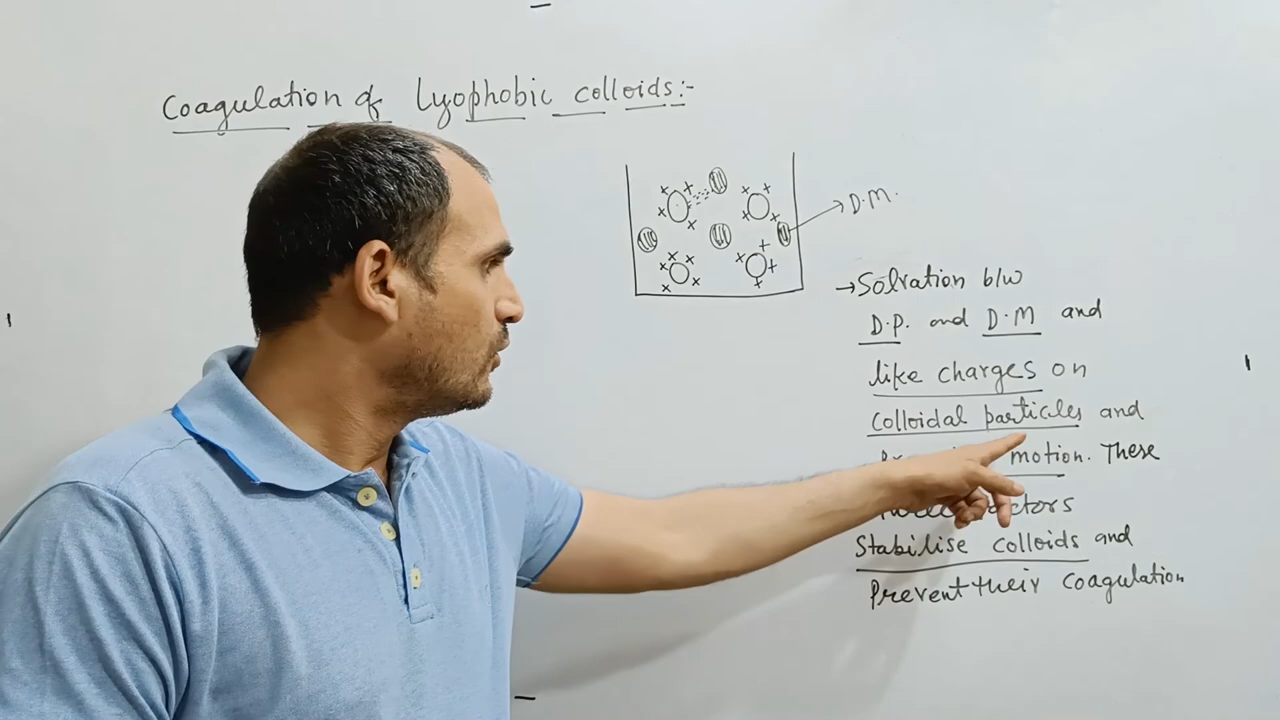 Coagulation of Lyophobic colloids:-
→ D.M.
→ Solvation b/w
D.P. and D.M and
like charges on
Colloidal particles and
motion. These
Stabilise colloids and
Prevent their coagulation